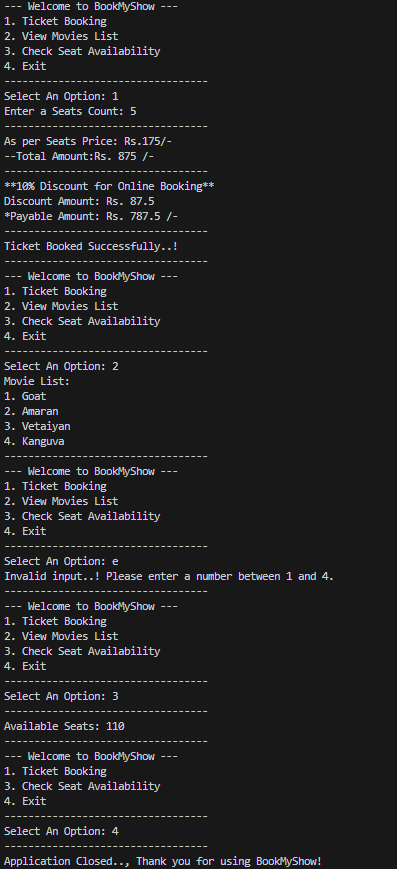 --- Welcome to BookMyShow ---
1. Ticket Booking
2. View Movies List
3. Check Seat Availability
4. Exit
----------------------------------
Select An Option: 1
Enter a Seats Count: 5
----------------------------------
As per Seats Price: Rs.175/-
--Total Amount:Rs. 875 /-
----------------------------------
**10% Discount for Online Booking**
Discount Amount: Rs. 87.5
*Payable Amount: Rs. 787.5 /-
----------------------------------
Ticket Booked Successfully..!
----------------------------------
--- Welcome to BookMyShow ---
1. Ticket Booking
2. View Movies List
3. Check Seat Availability
4. Exit
----------------------------------
Select An Option: 2
Movie List:
1. Goat
2. Amaran
3. Vetaiyan
4. Kanguva
----------------------------------
--- Welcome to BookMyShow ---
1. Ticket Booking
2. View Movies List
3. Check Seat Availability
4. Exit
----------------------------------
Select An Option: e
Invalid input..! Please enter a number between 1 and 4.
----------------------------------
--- Welcome to BookMyShow ---
1. Ticket Booking
2. View Movies List
3. Check Seat Availability
4. Exit
----------------------------------
Select An Option: 3
----------------------------------
Available Seats: 110
----------------------------------
--- Welcome to BookMyShow ---
1. Ticket Booking
3. Check Seat Availability
4. Exit
----------------------------------
Select An Option: 4
----------------------------------
Application Closed.., Thank you for using BookMyShow!